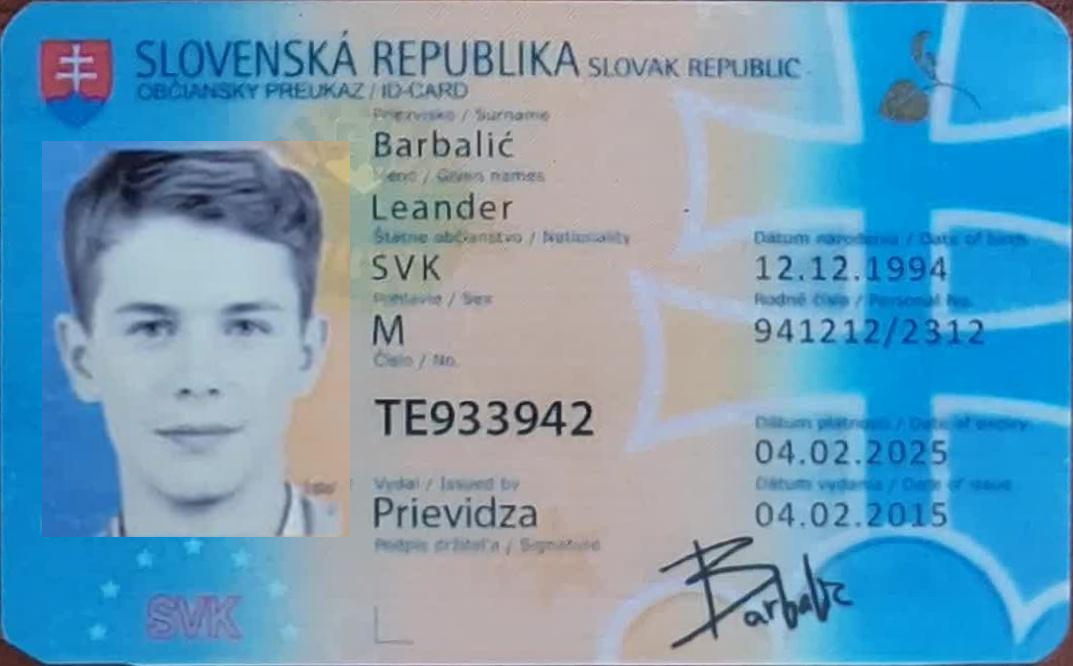 SLOVENSKÁ REPUBLIKA SLOVAK REPUBLIC
OBČIANSKY PREUKAZ / ID-CARD
Priezvisko / Surname
Barbalić
Meno / Given names
Leander
Štátne občianstvo / Nationality
SVK
Pohlavie / Sex
M
Číslo / No.
TE933942
Vydal / Issued by
Prievidza
Podpis držiteľa / Signature
Dátum narodenia / Date of birth
12.12.1994
Rodné číslo / Personal No.
941212/2312
Dátum platnosti / Date of expiry
04.02.2025
Dátum vydania / Date of issue
04.02.2015
Barbalic
SVK